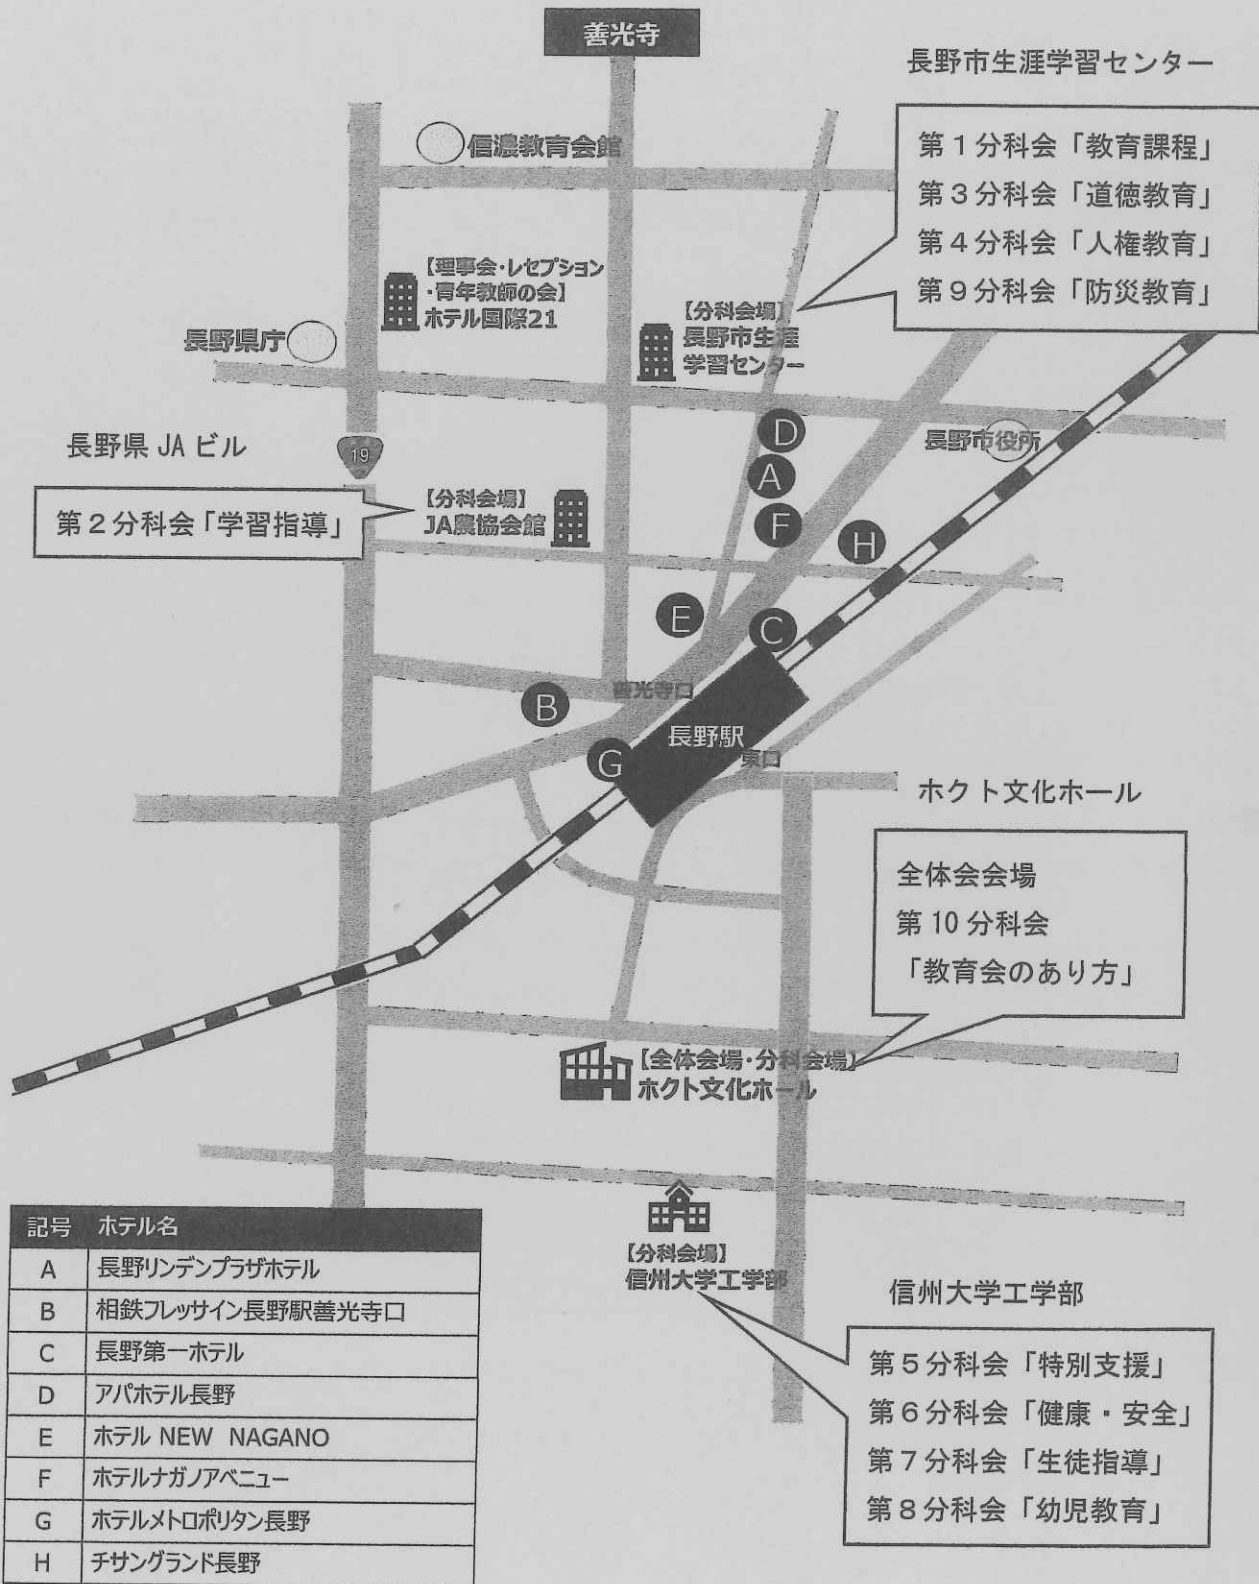 善光寺
長野市生涯学習センター
第1分科会「教育課程」
第3分科会「道徳教育」
第4分科会「人権教育」
第9分科会「防災教育」
信濃教育会館
【理事会・レセプション
・青年教師の会】
ホテル国際21
【分科会場】
長野市生涯
学習センター
長野県庁
長野県 JA ビル
19
第2分科会「学習指導」
【分科会場】
JA農協会館
長野市役所
D
A
F
H
E
C
B
善光寺口
長野駅
G
東口
ホクト文化ホール
全体会会場
第10分科会
「教育会のあり方」
【全体会場・分科会場】
ホクト文化ホール
【分科会場】
信州大学工学部
信州大学工学部
第5分科会「特別支援」
第6分科会「健康・安全」
第7分科会「生徒指導」
第8分科会「幼児教育」
記号 ホテル名
A 長野リンデンプラザホテル
B 相鉄フレッサイン長野駅善光寺口
C 長野第一ホテル
D アパホテル長野
E ホテル NEW NAGANO
F ホテルナガノアベニュー
G ホテルメトロポリタン長野
H チサングランド長野